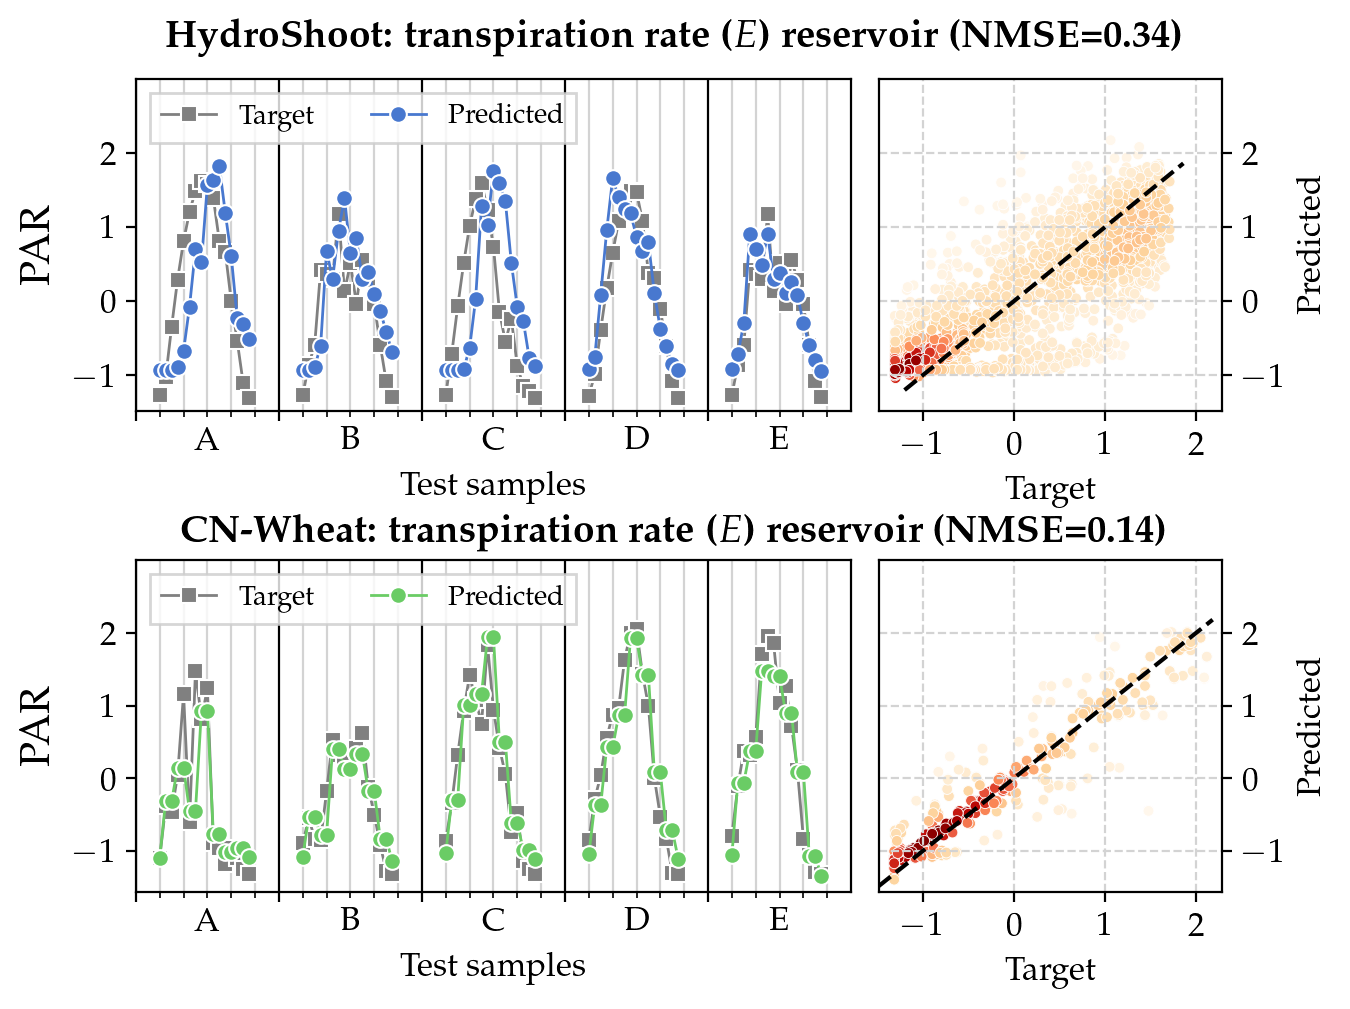 HydroShoot: transpiration rate (E) reservoir (NMSE=0.34)
Target Predicted
PAR
2
1
0
−1
A B C D E
Test samples
2
1
0
−1
Predicted
−1 0 1 2
Target
CN-Wheat: transpiration rate (E) reservoir (NMSE=0.14)
Target Predicted
PAR
2
1
0
−1
A B C D E
Test samples
2
1
0
−1
Predicted
−1 0 1 2
Target